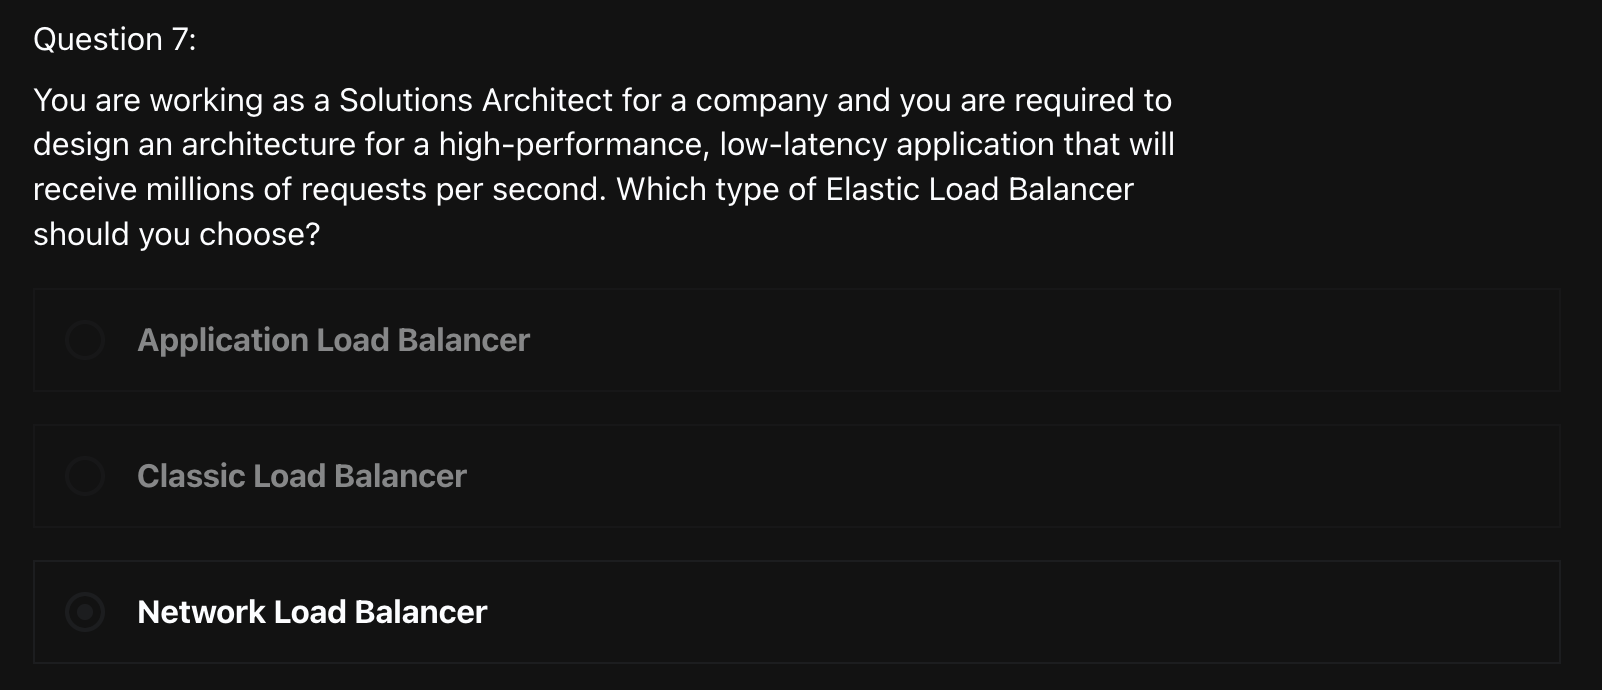 Question 7:
You are working as a Solutions Architect for a company and you are required to
design an architecture for a high-performance, low-latency application that will
receive millions of requests per second. Which type of Elastic Load Balancer
should you choose?
Application Load Balancer
Classic Load Balancer
Network Load Balancer